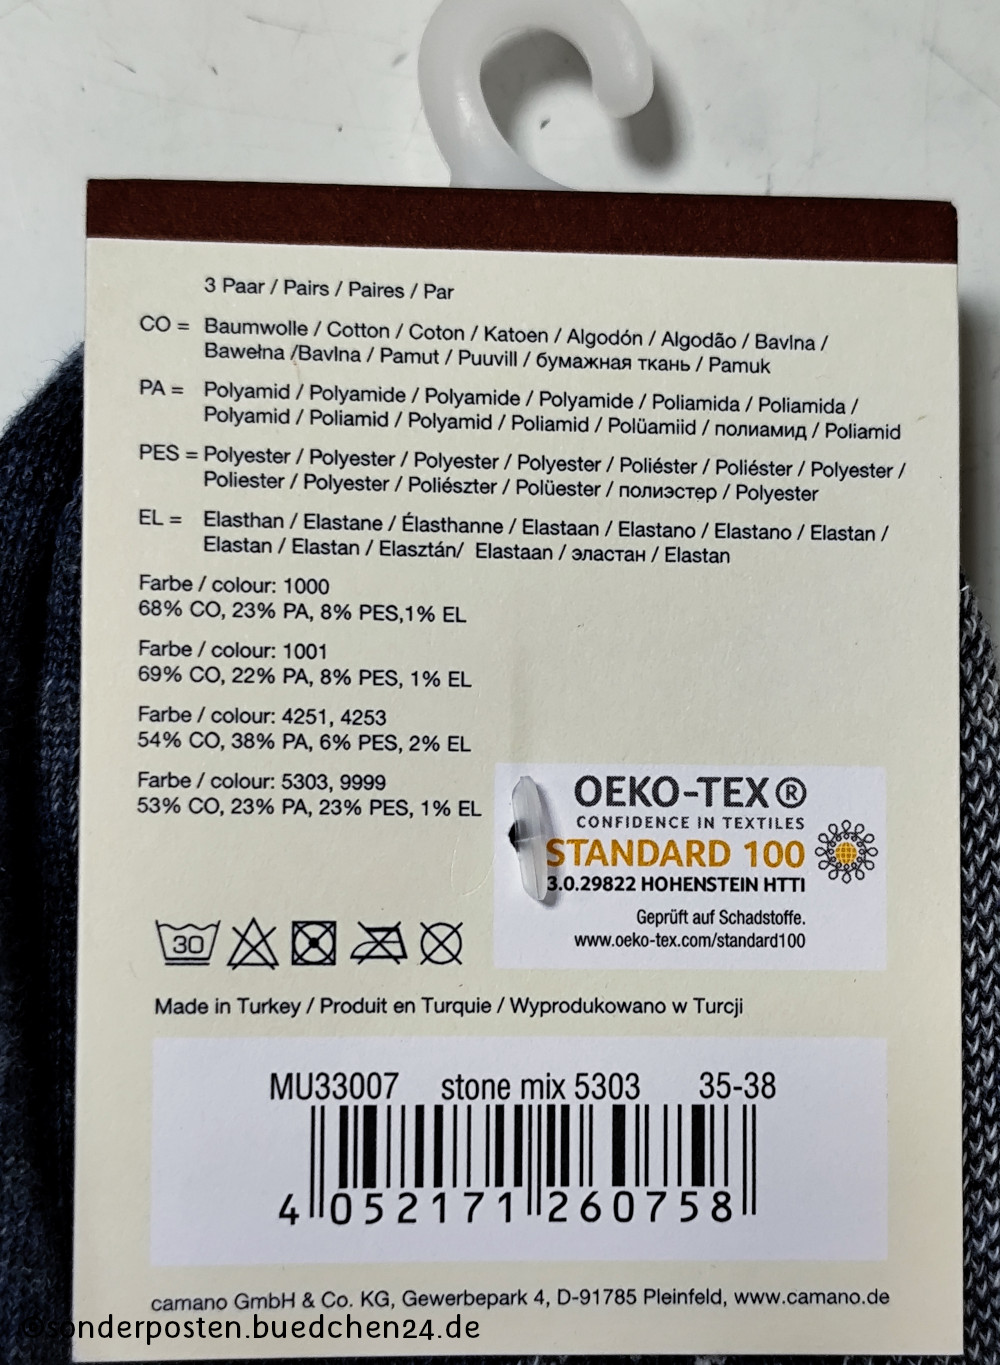 3 Paar / Pairs / Paires / Par
CO = Baumwolle / Cotton / Coton / Katoen / Algodón / Algodão / Bavlna /
Bawełna /Bavlna / Pamut / Puuvill / бумажная ткань / Pamuk
PA = Polyamid / Polyamide / Polyamide / Polyamide / Poliamida / Poliamida /
Polyamid / Poliamid / Polyamid / Poliamid / Polüamiid / полиамид / Poliamid
PES = Polyester / Polyester / Polyester / Polyester / Poliéster / Poliéster / Polyester /
Poliester / Polyester / Poliészter / Polüester / полиэстер / Polyester
EL = Elasthan / Elastane / Élasthanne / Elastaan / Elastano / Elastano / Elastan /
Elastan / Elastan / Elasztán/ Elastaan / эластан / Elastan
Farbe / colour: 1000
68% CO, 23% PA, 8% PES,1% EL
Farbe / colour: 1001
69% CO, 22% PA, 8% PES, 1% EL
Farbe / colour: 4251, 4253
54% CO, 38% PA, 6% PES, 2% EL
Farbe / colour: 5303, 9999
53% CO, 23% PA, 23% PES, 1% EL
OEKO-TEX®
CONFIDENCE IN TEXTILES
STANDARD 100
3.0.29822 HOHENSTEIN HTTI
Geprüft auf Schadstoffe.
www.oeko-tex.com/standard100
30
Made in Turkey / Produit en Turquie / Wyprodukowano w Turcji
MU33007 stone mix 5303 35-38
4 052171 260758
camano GmbH & Co. KG, Gewerbepark 4, D-91785 Pleinfeld, www.camano.de
©sonderposten.buedchen24.de